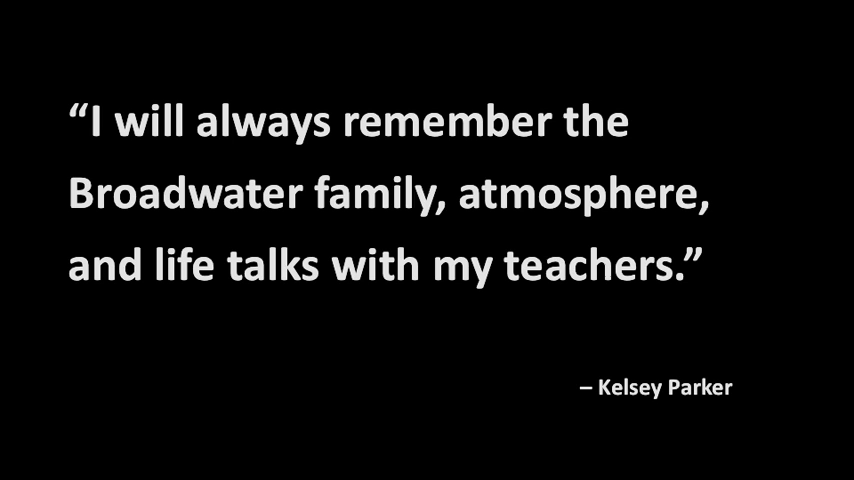 “I will always remember the
Broadwater family, atmosphere,
and life talks with my teachers.”
– Kelsey Parker